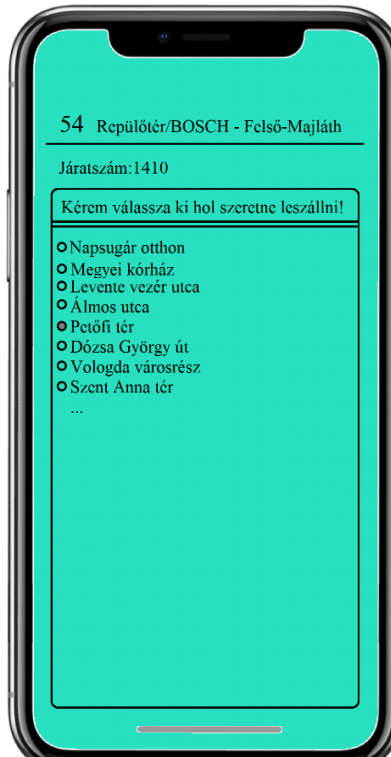 54 Repülőtér/BOSCH - Felső-Majláth
Járatszám:1410
Kérem válassza ki hol szeretne leszállni!
Napsugár otthon
Megyei kórház
Levente vezér utca
Álmos utca
Petőfi tér
Dózsa György út
Vologda városrész
Szent Anna tér
...